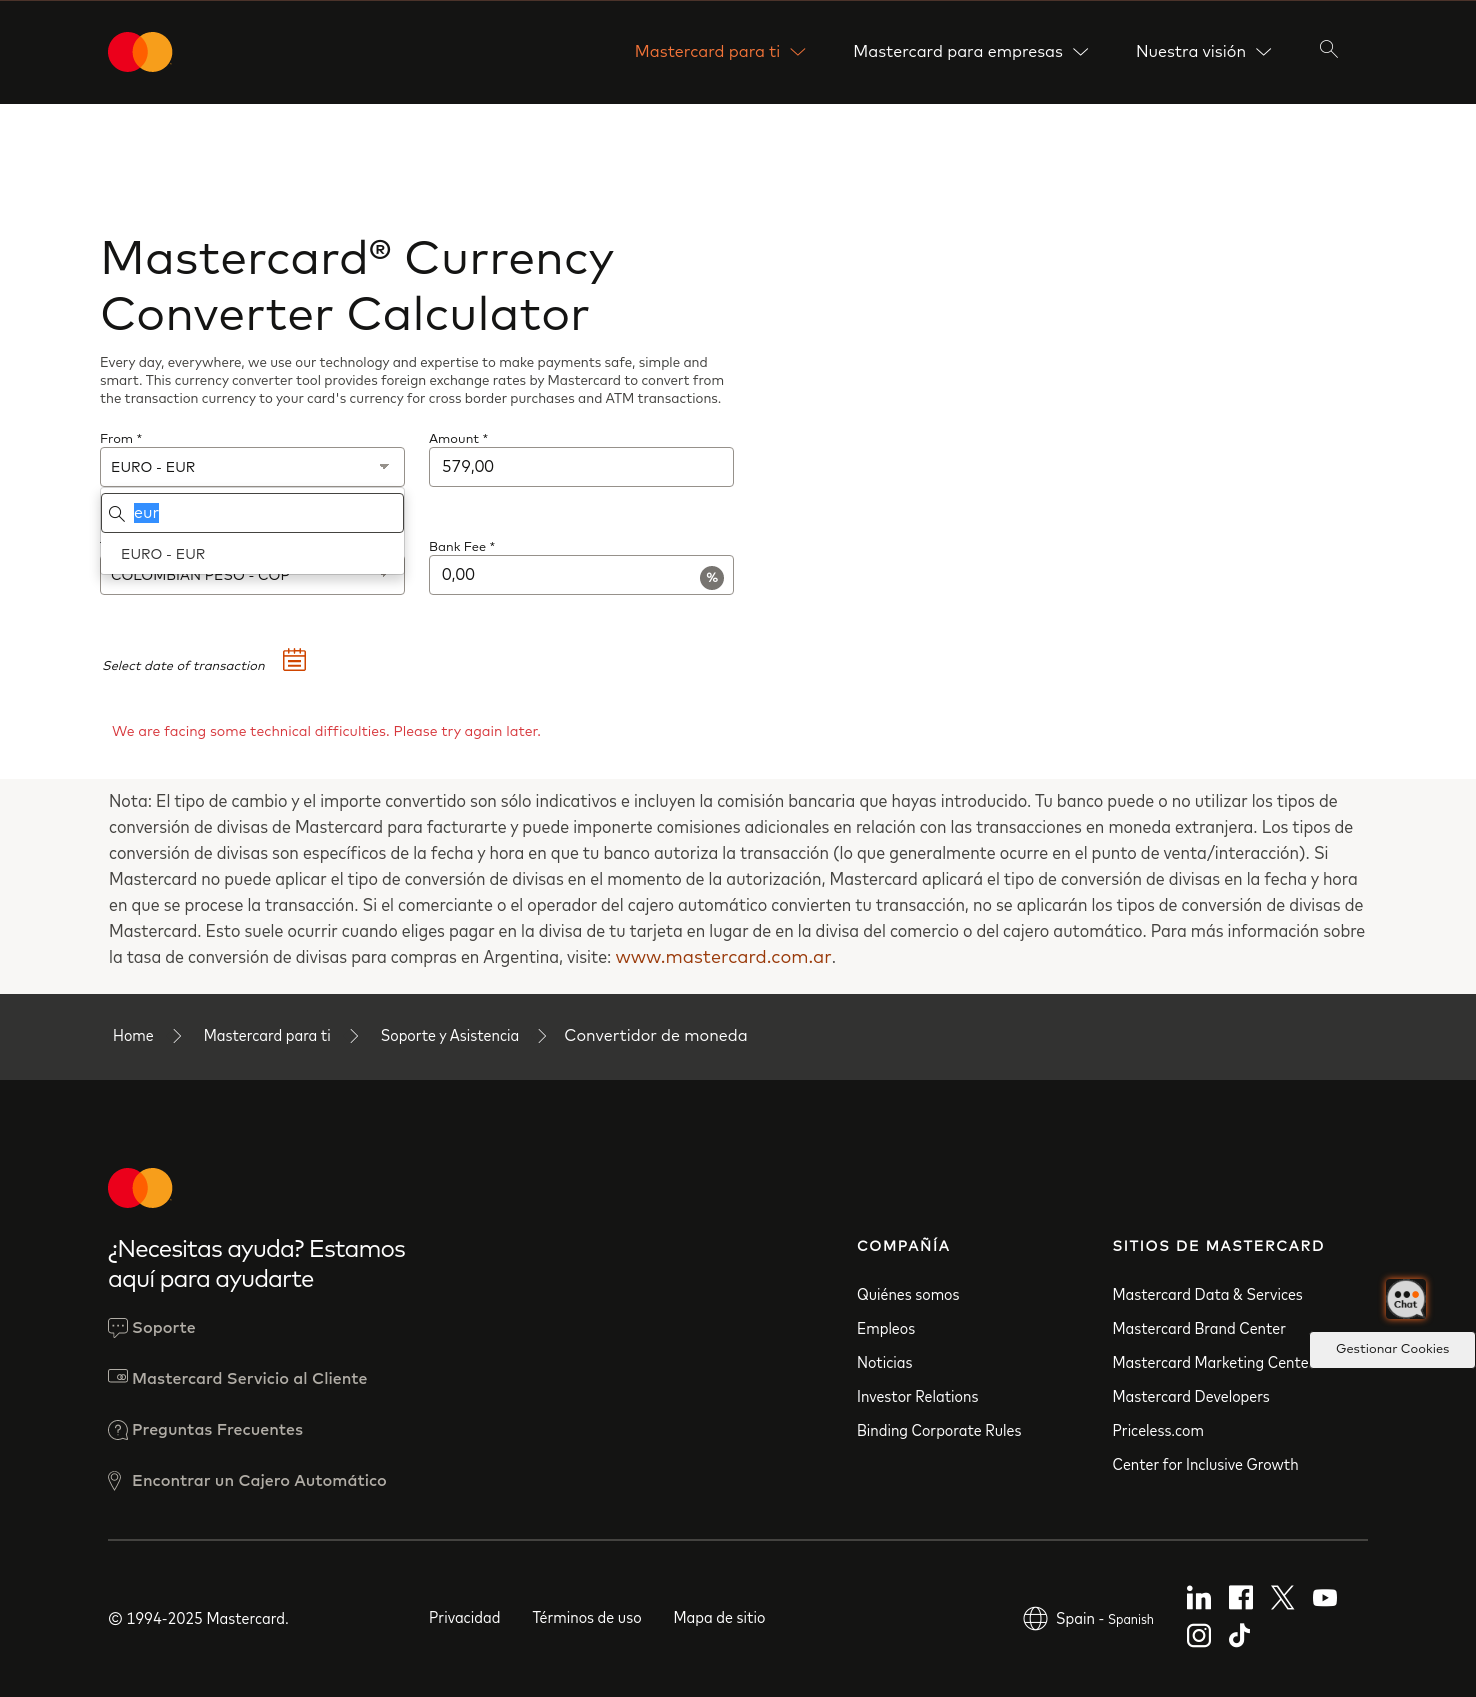 Mastercard para ti
Mastercard para empresas
Nuestra visión
Mastercard® Currency
Converter Calculator
Every day, everywhere, we use our technology and expertise to make payments safe, simple and
smart. This currency converter tool provides foreign exchange rates by Mastercard to convert from
the transaction currency to your card's currency for cross border purchases and ATM transactions.
From *
Amount *
EURO - EUR
579,00
eur
EURO - EUR
Bank Fee *
COLOMBIAN PESO - COP
0,00
%
Select date of transaction
We are facing some technical difficulties. Please try again later.
Nota: El tipo de cambio y el importe convertido son sólo indicativos e incluyen la comisión bancaria que hayas introducido. Tu banco puede o no utilizar los tipos de
conversión de divisas de Mastercard para facturarte y puede imponerte comisiones adicionales en relación con las transacciones en moneda extranjera. Los tipos de
conversión de divisas son específicos de la fecha y hora en que tu banco autoriza la transacción (lo que generalmente ocurre en el punto de venta/interacción). Si
Mastercard no puede aplicar el tipo de conversión de divisas en el momento de la autorización, Mastercard aplicará el tipo de conversión de divisas en la fecha y hora
en que se procese la transacción. Si el comerciante o el operador del cajero automático convierten tu transacción, no se aplicarán los tipos de conversión de divisas de
Mastercard. Esto suele ocurrir cuando eliges pagar en la divisa de tu tarjeta en lugar de en la divisa del comercio o del cajero automático. Para más información sobre
la tasa de conversión de divisas para compras en Argentina, visite: www.mastercard.com.ar.
Home
Mastercard para ti
Soporte y Asistencia
Convertidor de moneda
¿Necesitas ayuda? Estamos
aquí para ayudarte
Soporte
Mastercard Servicio al Cliente
Preguntas Frecuentes
Encontrar un Cajero Automático
COMPAÑÍA
Quiénes somos
Empleos
Noticias
Investor Relations
Binding Corporate Rules
SITIOS DE MASTERCARD
Mastercard Data & Services
Mastercard Brand Center
Mastercard Marketing Cente
Mastercard Developers
Priceless.com
Center for Inclusive Growth
Chat
Gestionar Cookies
© 1994-2025 Mastercard.
Privacidad
Términos de uso
Mapa de sitio
Spain - Spanish